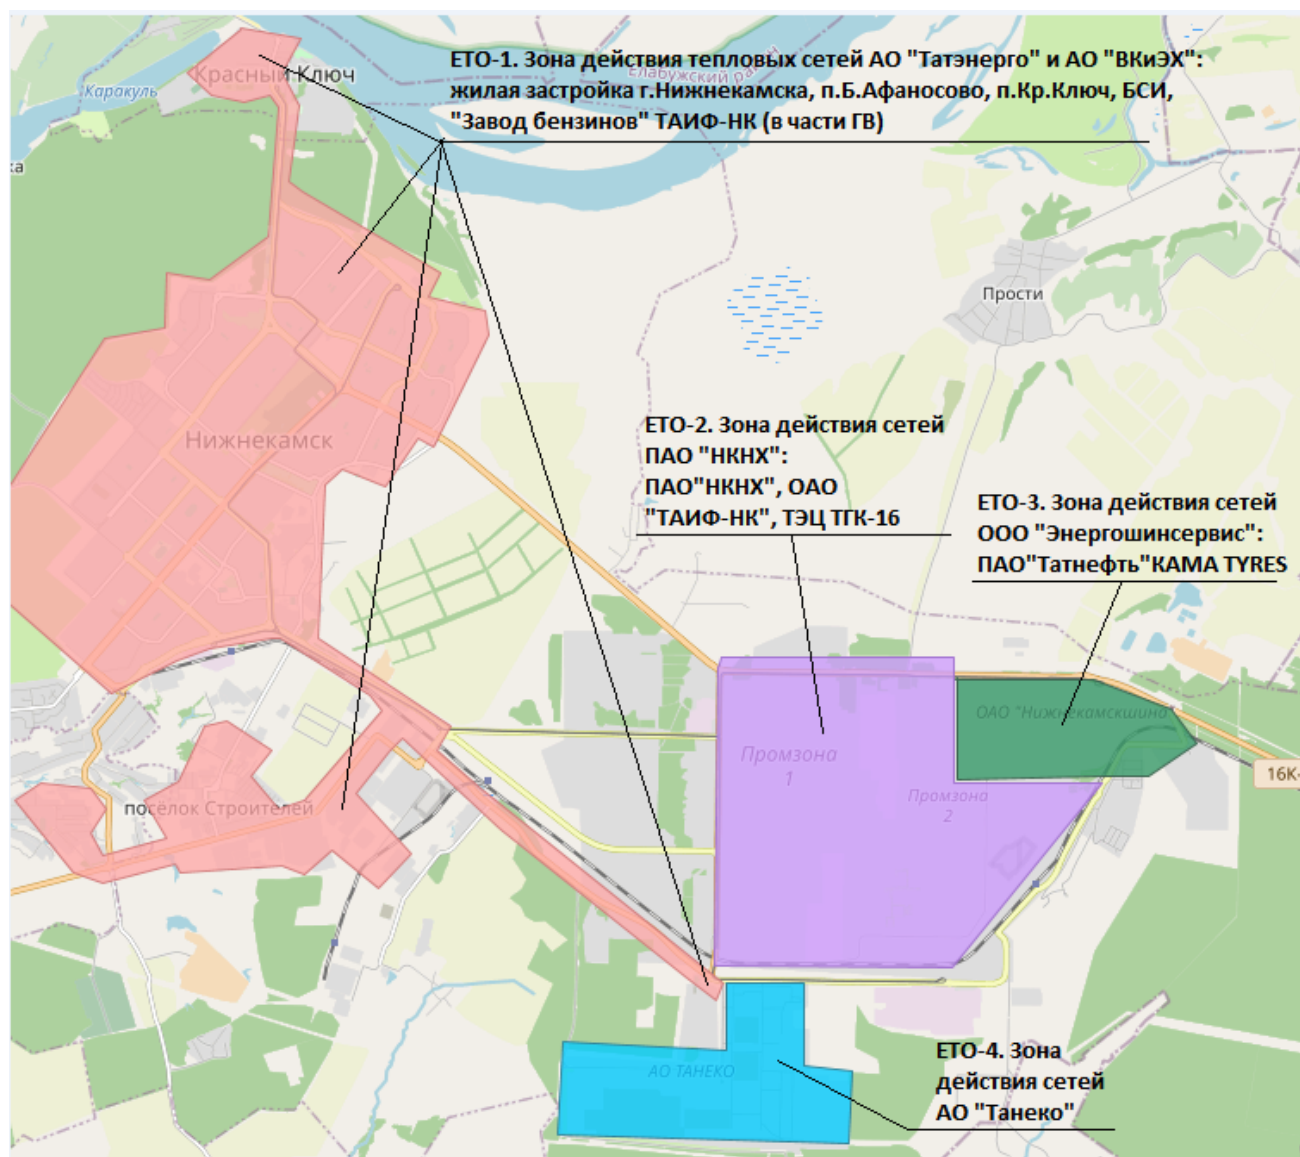 ЕТО-1. Зона действия тепловых сетей АО "Татэнерго" и АО "ВКиЭХ":
жилая застройка г.Нижнекамска, п.Б.Афаносово, п.Кр.Ключ, БСИ,
"Завод бензинов" ТАИФ-НК (в части ГВ)
Елабужский район
Красный Ключ
Каракуль
ка
Прости
Нижнекамск
ЕТО-2. Зона действия сетей
ПАО "НКНХ":
ПАО"НКНХ", ОАО
"ТАИФ-НК", ТЭЦ ТГК-16
ЕТО-3. Зона действия сетей
ООО "Энергошинсервис":
ПАО"Татнефть"КАМА TYRES
ОАО "Нижнекамскшина
Промзона
1
Промзона
2
16К-
посёлок Строителей
АО ТАНЕКО
ЕТО-4. Зона
действия сетей
АО "Танеко"